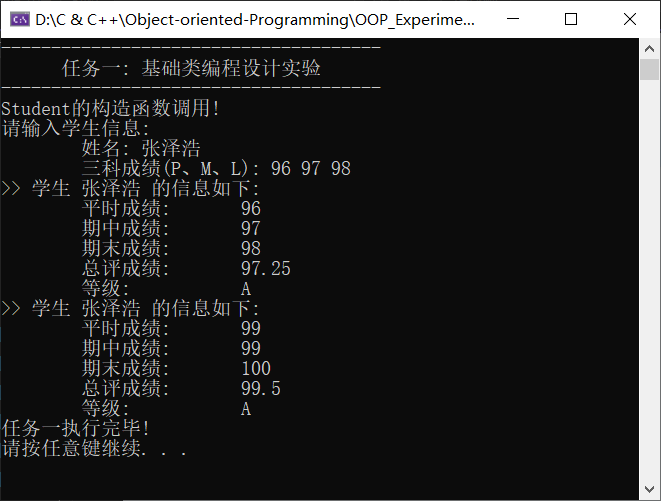 D:\C & C++\Object-oriented-Programming\OOP_Experime...
--------------------------------------
任务一: 基础类编程设计实验
--------------------------------------
Student的构造函数调用!
请输入学生信息:
姓名: 张泽浩
三科成绩(P、M、L): 96 97 98
>> 学生 张泽浩 的信息如下:
平时成绩: 96
期中成绩: 97
期末成绩: 98
总评成绩: 97.25
等级: A
>> 学生 张泽浩 的信息如下:
平时成绩: 99
期中成绩: 99
期末成绩: 100
总评成绩: 99.5
等级: A
任务一执行完毕!
请按任意键继续. . .